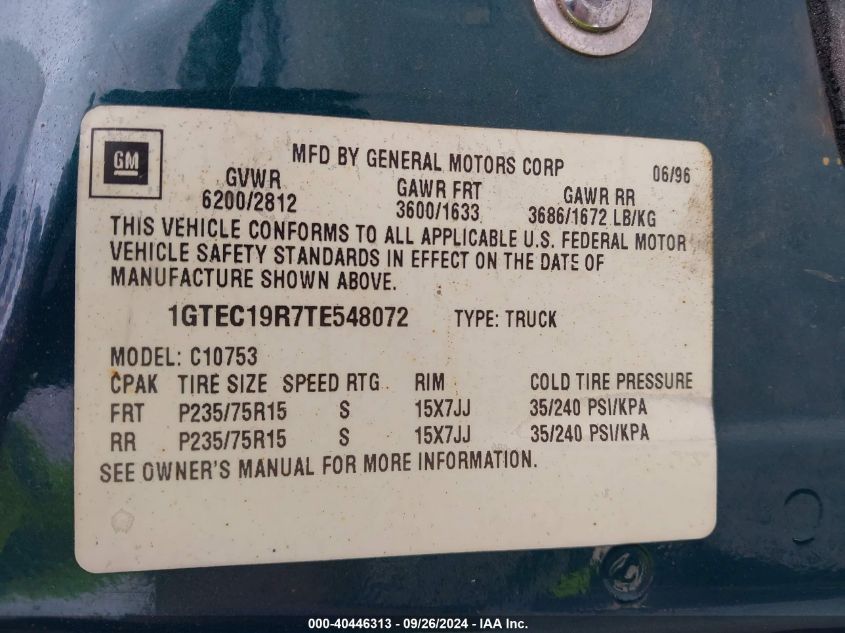 GM
MFD BY GENERAL MOTORS CORP 06/96
GVWR GAWR FRT GAWR RR
6200/2812 3600/1633 3686/1672 LB/KG
THIS VEHICLE CONFORMS TO ALL APPLICABLE U.S. FEDERAL MOTOR
VEHICLE SAFETY STANDARDS IN EFFECT ON THE DATE OF
MANUFACTURE SHOWN ABOVE.
1GTEC19R7TE548072 TYPE: TRUCK
MODEL: C10753
CPAK TIRE SIZE SPEED RTG RIM COLD TIRE PRESSURE
FRT P235/75R15 S 15X7JJ 35/240 PSI/KPA
RR P235/75R15 S 15X7JJ 35/240 PSI/KPA
SEE OWNER'S MANUAL FOR MORE INFORMATION.
000-40446313 - 09/26/2024 - IAA Inc.